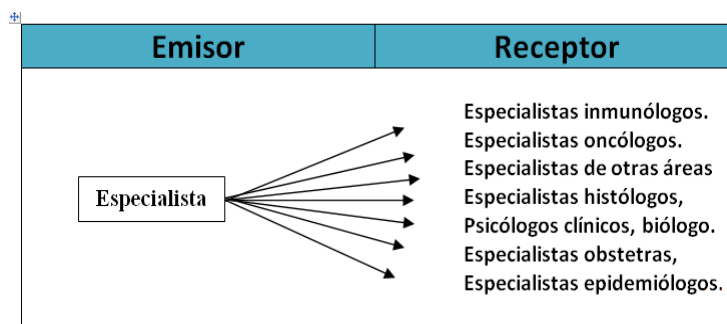 Emisor Receptor
Especialistas inmunólogos.
Especialistas oncólogos.
Especialistas de otras áreas
Especialista Especialistas histólogos,
Psicólogos clínicos, biólogo.
Especialistas obstetras,
Especialistas epidemiólogos.